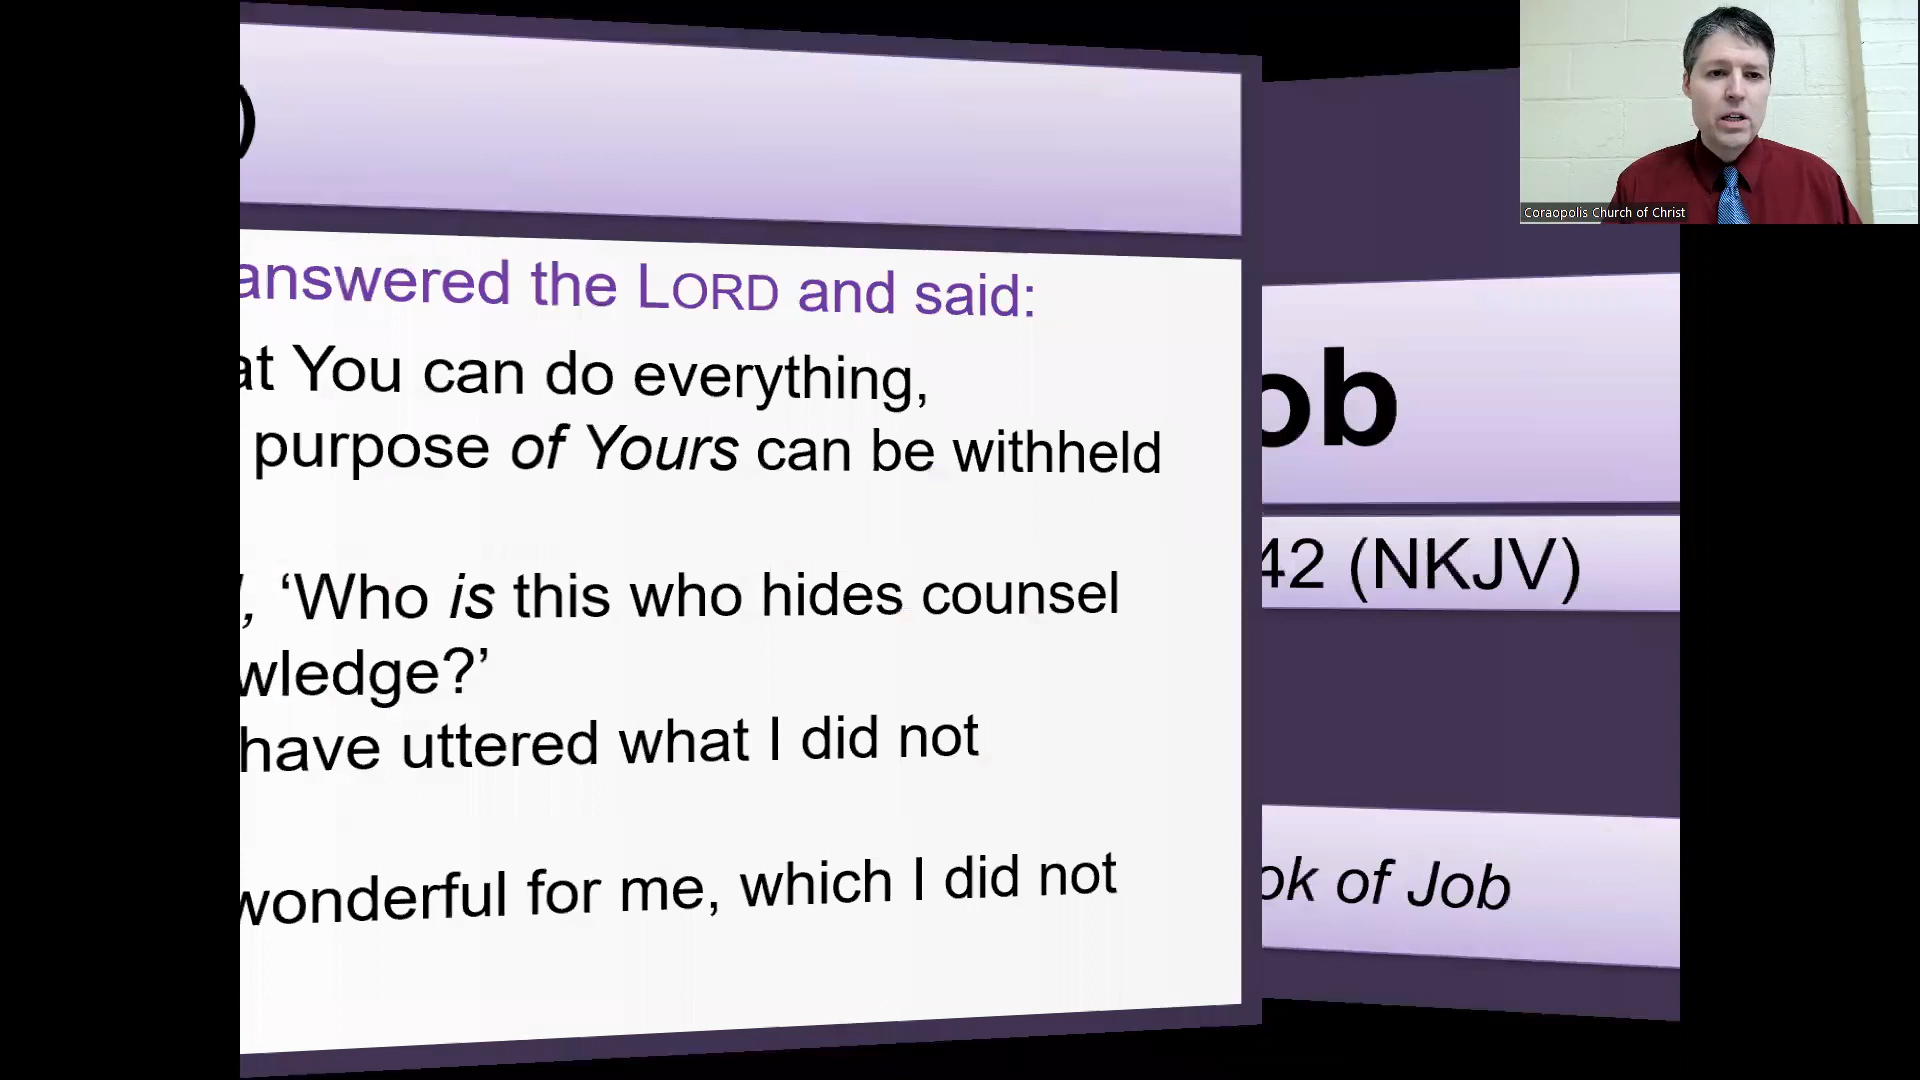 )
answered the LORD and said:
at You can do everything,
purpose of Yours can be withheld
, ‘Who is this who hides counsel
wledge?’
have uttered what I did not
wonderful for me, which I did not
ob
42 (NKJV)
ok of Job
Coraopolis Church of Christ